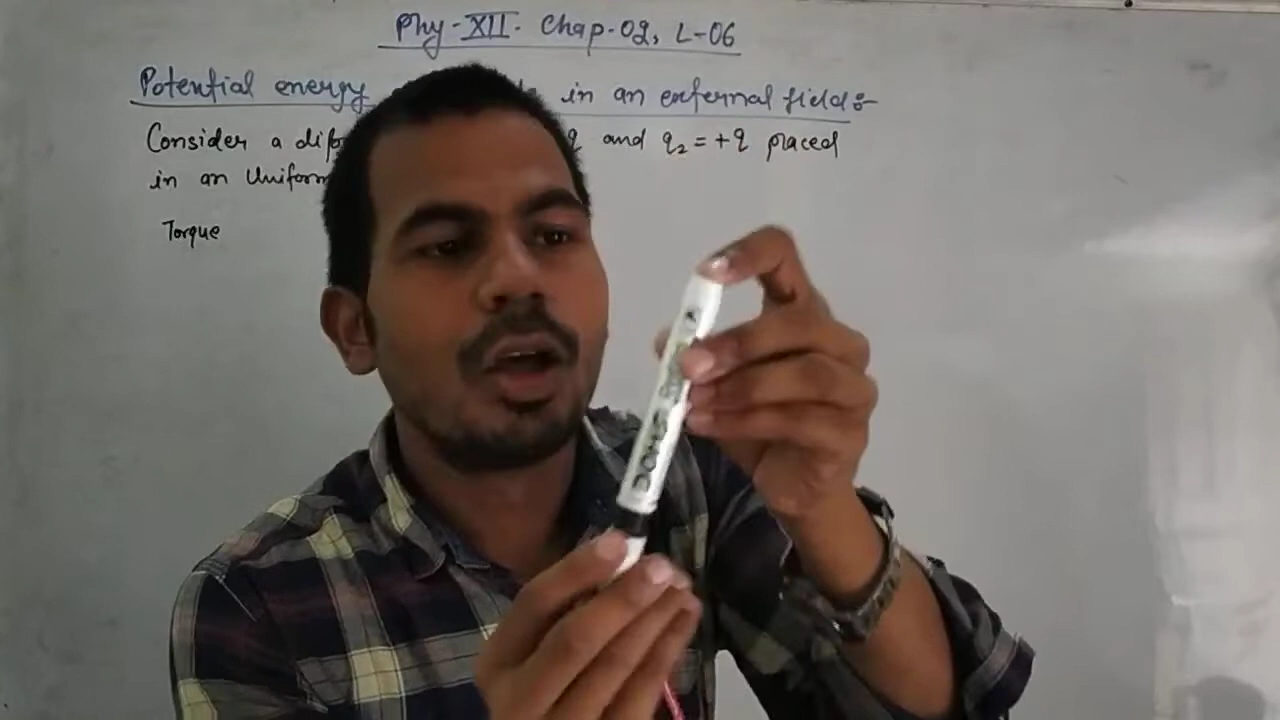 Phy-XII. Chap-02, L-06
Potential energy in an external field:-
Consider a and q₂ = +q placed
in an Uniform
Torque